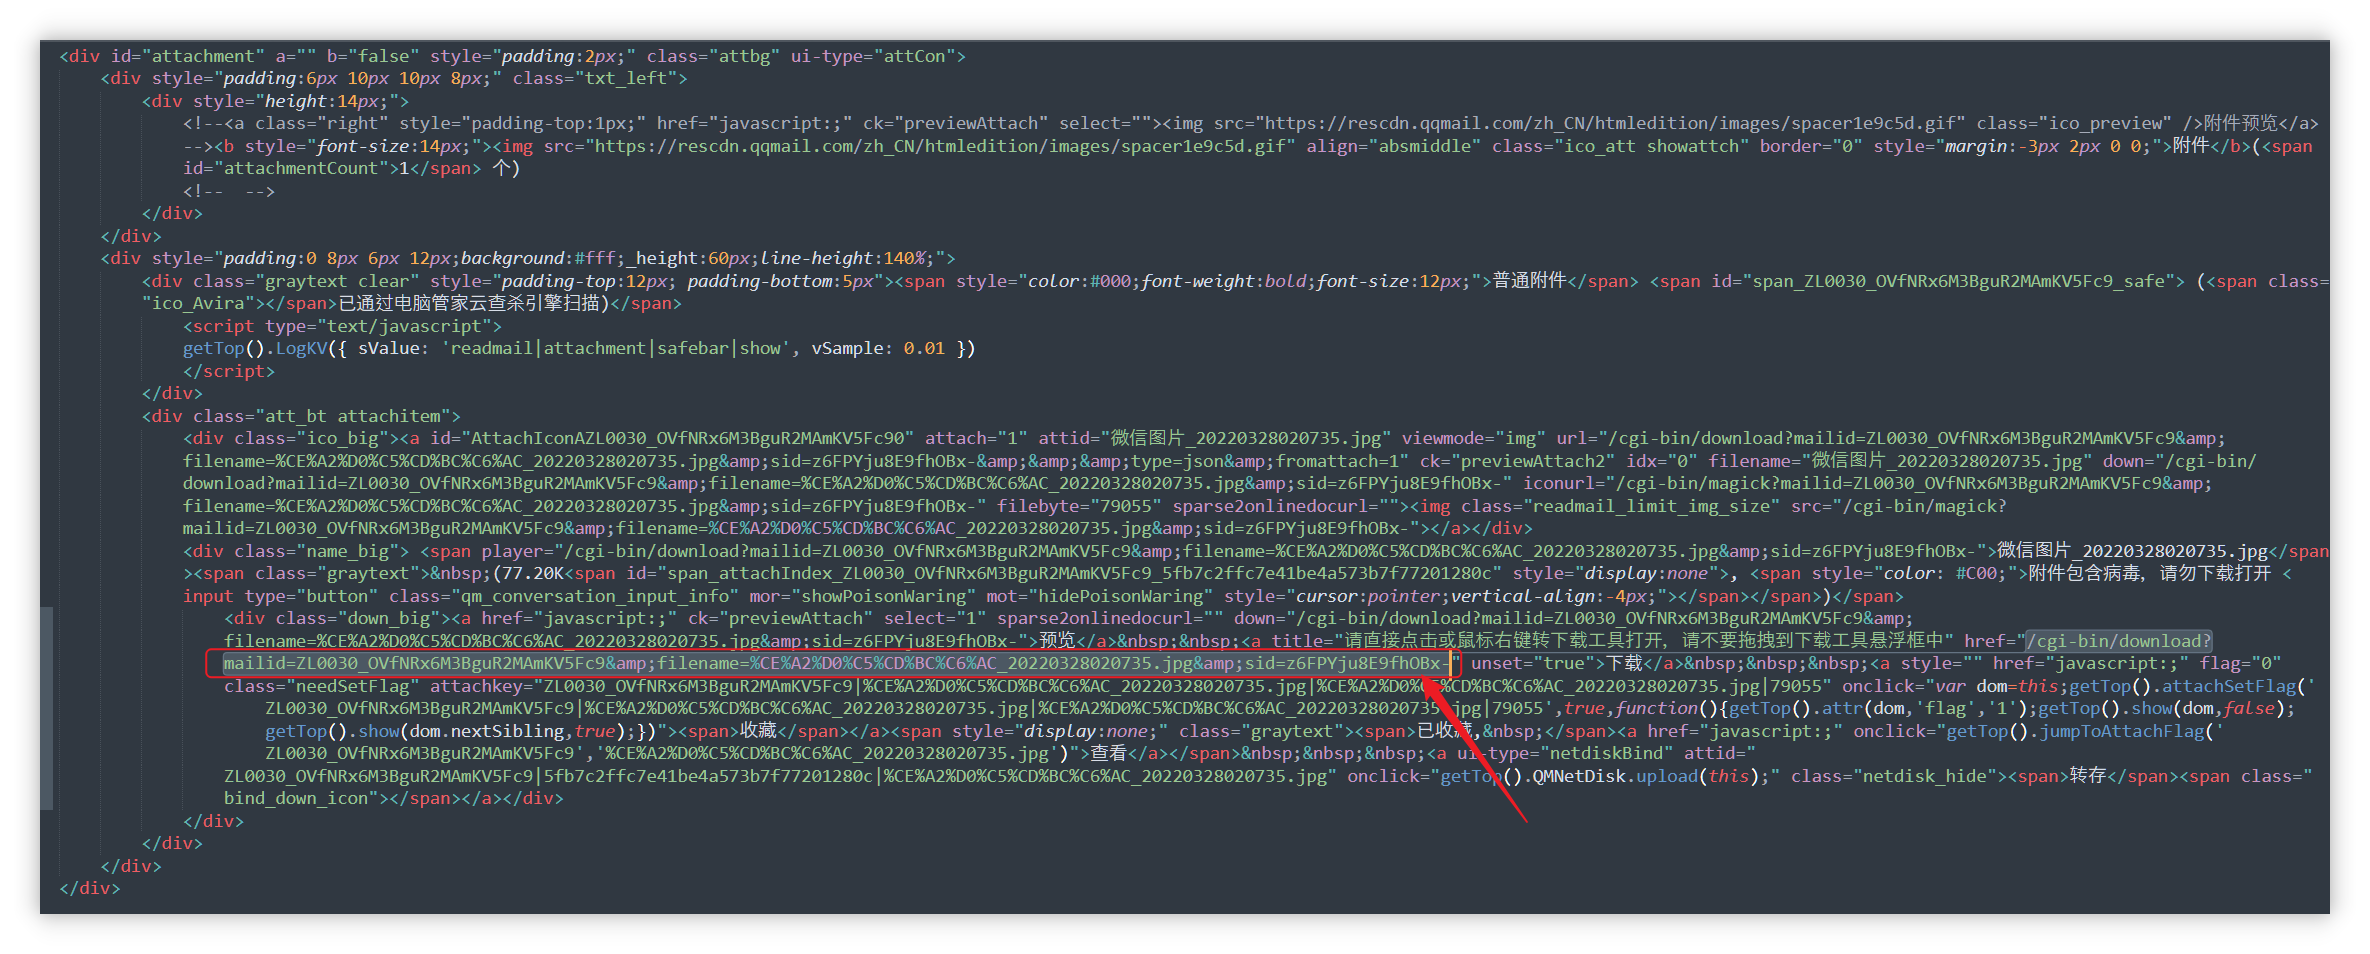 <div id="attachment" a="" b="false" style="padding:2px;" class="attbg" ui-type="attCon">
<div style="padding:6px 10px 10px 8px;" class="txt_left">
<div style="height:14px;">
<!--<a class="right" style="padding-top:1px;" href="javascript:;" ck="previewAttach" select=""><img src="https://rescdn.qqmail.com/zh_CN/htmledition/images/spacer1e9c5d.gif" class="ico_preview" />附件预览</a>
--><b style="font-size:14px;"><img src="https://rescdn.qqmail.com/zh_CN/htmledition/images/spacer1e9c5d.gif" align="absmiddle" class="ico_att showattch" border="0" style="margin:-3px 2px 0 0;">附件</b>(<span
id="attachmentCount">1</span> 个)
<!--  -->
</div>
</div>
<div style="padding:0 8px 6px 12px;background:#fff;_height:60px;line-height:140%;">
<div class="graytext clear" style="padding-top:12px; padding-bottom:5px"><span style="color:#000;font-weight:bold;font-size:12px;">普通附件</span> <span id="span_ZL0030_OVfNRx6M3BguR2MAmKV5Fc9_safe"> (<span class=
"ico_Avira"></span>已通过电脑管家云查杀引擎扫描)</span>
<script type="text/javascript">
getTop().LogKV({ sValue: 'readmail|attachment|safebar|show', vSample: 0.01 })
</script>
</div>
<div class="att_bt attachitem">
<div class="ico_big"><a id="AttachIconAZL0030_OVfNRx6M3BguR2MAmKV5Fc90" attach="1" attid="微信图片_20220328020735.jpg" viewmode="img" url="/cgi-bin/download?mailid=ZL0030_OVfNRx6M3BguR2MAmKV5Fc9&amp;
filename=%CE%A2%D0%C5%CD%BC%C6%AC_20220328020735.jpg&amp;sid=z6FPYju8E9fhOBx-&amp;&amp;&amp;type=json&amp;fromattach=1" ck="previewAttach2" idx="0" filename="微信图片_20220328020735.jpg" down="/cgi-bin/
download?mailid=ZL0030_OVfNRx6M3BguR2MAmKV5Fc9&amp;filename=%CE%A2%D0%C5%CD%BC%C6%AC_20220328020735.jpg&amp;sid=z6FPYju8E9fhOBx-" iconurl="/cgi-bin/magick?mailid=ZL0030_OVfNRx6M3BguR2MAmKV5Fc9&amp;
filename=%CE%A2%D0%C5%CD%BC%C6%AC_20220328020735.jpg&amp;sid=z6FPYju8E9fhOBx-" filebyte="79055" sparse2onlinedocurl=""><img class="readmail_limit_img_size" src="/cgi-bin/magick?
mailid=ZL0030_OVfNRx6M3BguR2MAmKV5Fc9&amp;filename=%CE%A2%D0%C5%CD%BC%C6%AC_20220328020735.jpg&amp;sid=z6FPYju8E9fhOBx-"></a></div>
<div class="name_big"> <span player="/cgi-bin/download?mailid=ZL0030_OVfNRx6M3BguR2MAmKV5Fc9&amp;filename=%CE%A2%D0%C5%CD%BC%C6%AC_20220328020735.jpg&amp;sid=z6FPYju8E9fhOBx-">微信图片_20220328020735.jpg</span
><span class="graytext">&nbsp;(77.20K<span id="span_attachIndex_ZL0030_OVfNRx6M3BguR2MAmKV5Fc9_5fb7c2ffc7e41be4a573b7f77201280c" style="display:none">, <span style="color: #C00;">附件包含病毒, 请勿下载打开 <
input type="button" class="qm_conversation_input_info" mor="showPoisonWaring" mot="hidePoisonWaring" style="cursor:pointer;vertical-align:-4px;"></span></span>)</span>
<div class="down_big"><a href="javascript:;" ck="previewAttach" select="1" sparse2onlinedocurl="" down="/cgi-bin/download?mailid=ZL0030_OVfNRx6M3BguR2MAmKV5Fc9&amp;
filename=%CE%A2%D0%C5%CD%BC%C6%AC_20220328020735.jpg&amp;sid=z6FPYju8E9fhOBx-">预览</a>&nbsp;&nbsp;<a title="请直接点击或鼠标右键转下载工具打开, 请不要拖拽到下载工具悬浮框中" href="/cgi-bin/download?
mailid=ZL0030_OVfNRx6M3BguR2MAmKV5Fc9&amp;filename=%CE%A2%D0%C5%CD%BC%C6%AC_20220328020735.jpg&amp;sid=z6FPYju8E9fhOBx-" unset="true">下载</a>&nbsp;&nbsp;&nbsp;<a style="" href="javascript:;" flag="0"
class="needSetFlag" attachkey="ZL0030_OVfNRx6M3BguR2MAmKV5Fc9|%CE%A2%D0%C5%CD%BC%C6%AC_20220328020735.jpg|%CE%A2%D0%C5%CD%BC%C6%AC_20220328020735.jpg|79055" onclick="var dom=this;getTop().attachSetFlag('
ZL0030_OVfNRx6M3BguR2MAmKV5Fc9|%CE%A2%D0%C5%CD%BC%C6%AC_20220328020735.jpg|%CE%A2%D0%C5%CD%BC%C6%AC_20220328020735.jpg|79055',true,function(){getTop().attr(dom,'flag','1');getTop().show(dom,false);
getTop().show(dom.nextSibling,true);})"><span>收藏</span></a><span style="display:none;" class="graytext"><span>已收藏,&nbsp;</span><a href="javascript:;" onclick="getTop().jumpToAttachFlag('
ZL0030_OVfNRx6M3BguR2MAmKV5Fc9','%CE%A2%D0%C5%CD%BC%C6%AC_20220328020735.jpg')">查看</a></span>&nbsp;&nbsp;&nbsp;<a ui-type="netdiskBind" attid="
ZL0030_OVfNRx6M3BguR2MAmKV5Fc9|5fb7c2ffc7e41be4a573b7f77201280c|%CE%A2%D0%C5%CD%BC%C6%AC_20220328020735.jpg" onclick="getTop().QMNetDisk.upload(this);" class="netdisk_hide"><span>转存</span><span class="
bind_down_icon"></span></a></div>
</div>
</div>
</div>
</div>